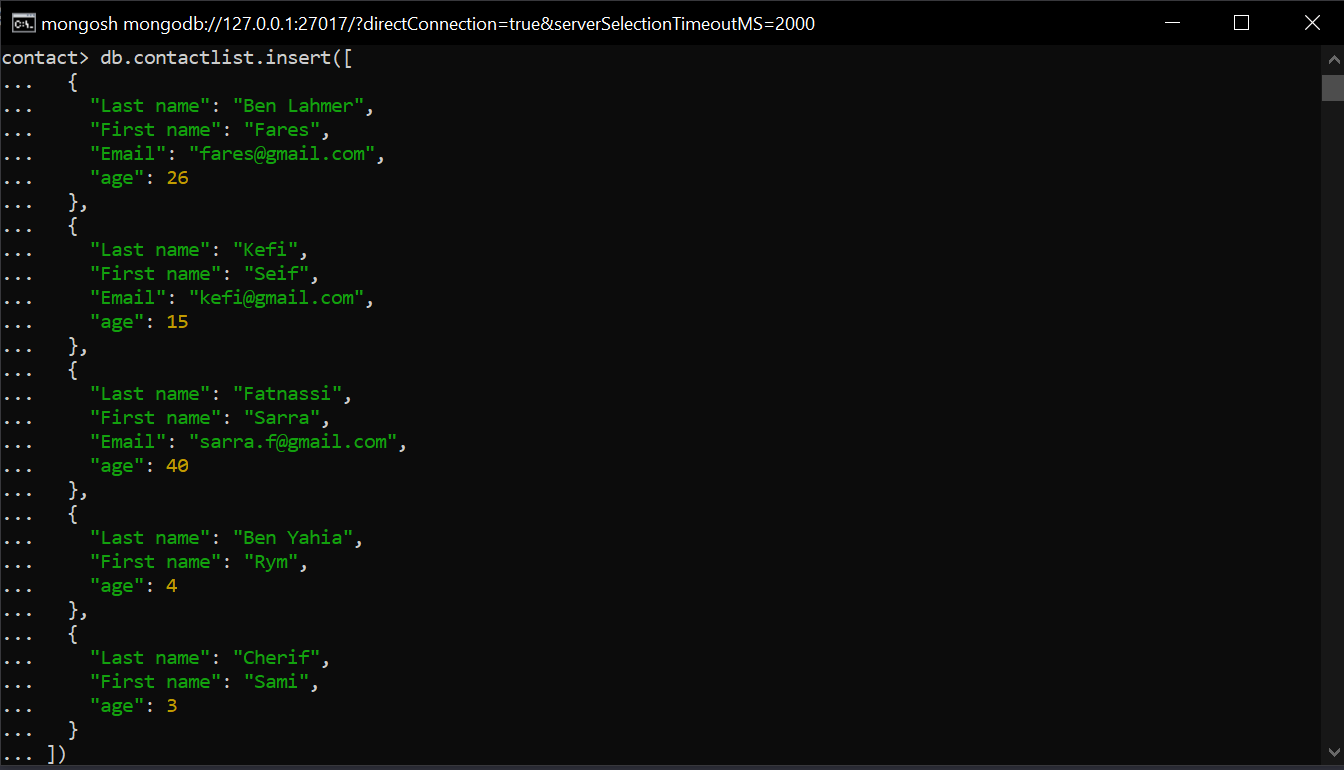 mongosh mongodb://127.0.0.1:27017/?directConnection=true&serverSelectionTimeoutMS=2000
contact> db.contactlist.insert([
...   {
...     "Last name": "Ben Lahmer",
...     "First name": "Fares",
...     "Email": "fares@gmail.com",
...     "age": 26
...   },
...   {
...     "Last name": "Kefi",
...     "First name": "Seif",
...     "Email": "kefi@gmail.com",
...     "age": 15
...   },
...   {
...     "Last name": "Fatnassi",
...     "First name": "Sarra",
...     "Email": "sarra.f@gmail.com",
...     "age": 40
...   },
...   {
...     "Last name": "Ben Yahia",
...     "First name": "Rym",
...     "age": 4
...   },
...   {
...     "Last name": "Cherif",
...     "First name": "Sami",
...     "age": 3
...   }
... ])